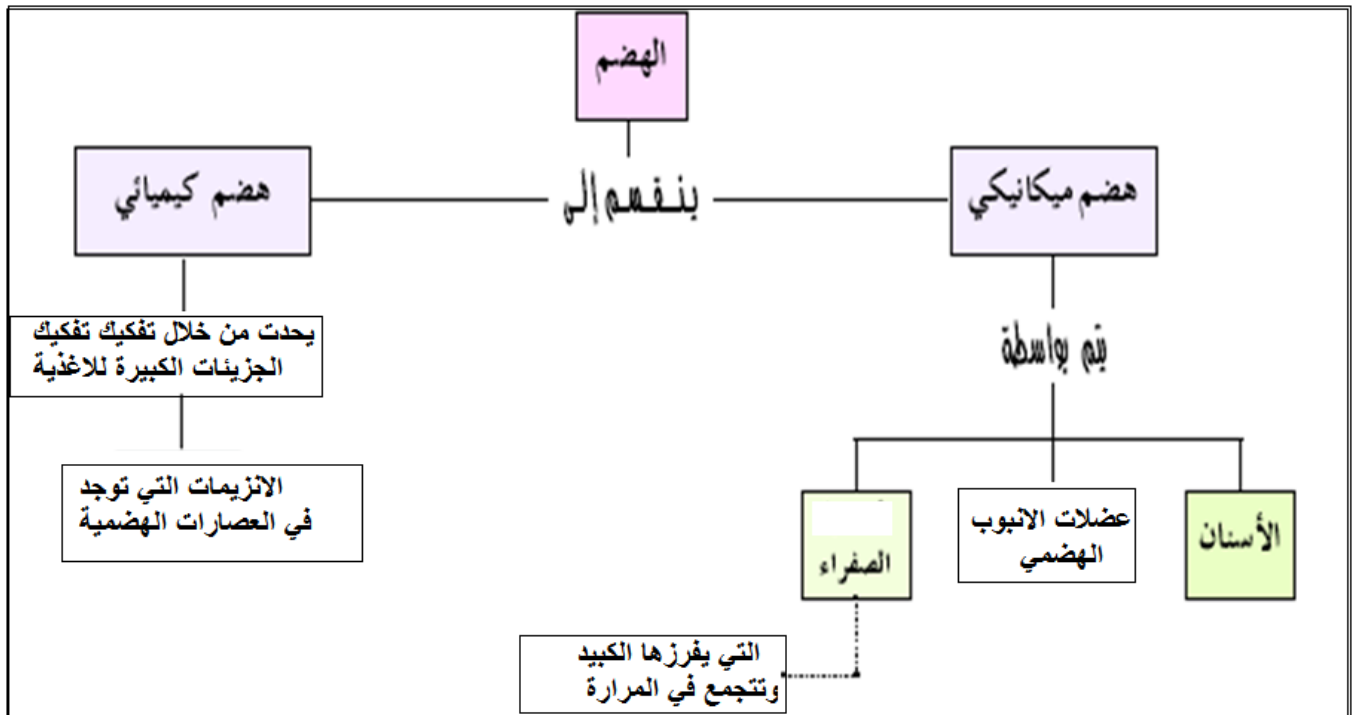 الهضم
ينقسم إلى
هضم ميكانيكي
هضم كيميائي
يتم بواسطة
الأسنان
عضلات الانبوب
الهضمي
الصفراء
التي يفرزها الكبيد
وتتجمع في المرارة
يحدت من خلال تفكيك تفكيك
الجزيئات الكبيرة للاغذية
الانزيمات التي توجد
في العصارات الهضمية